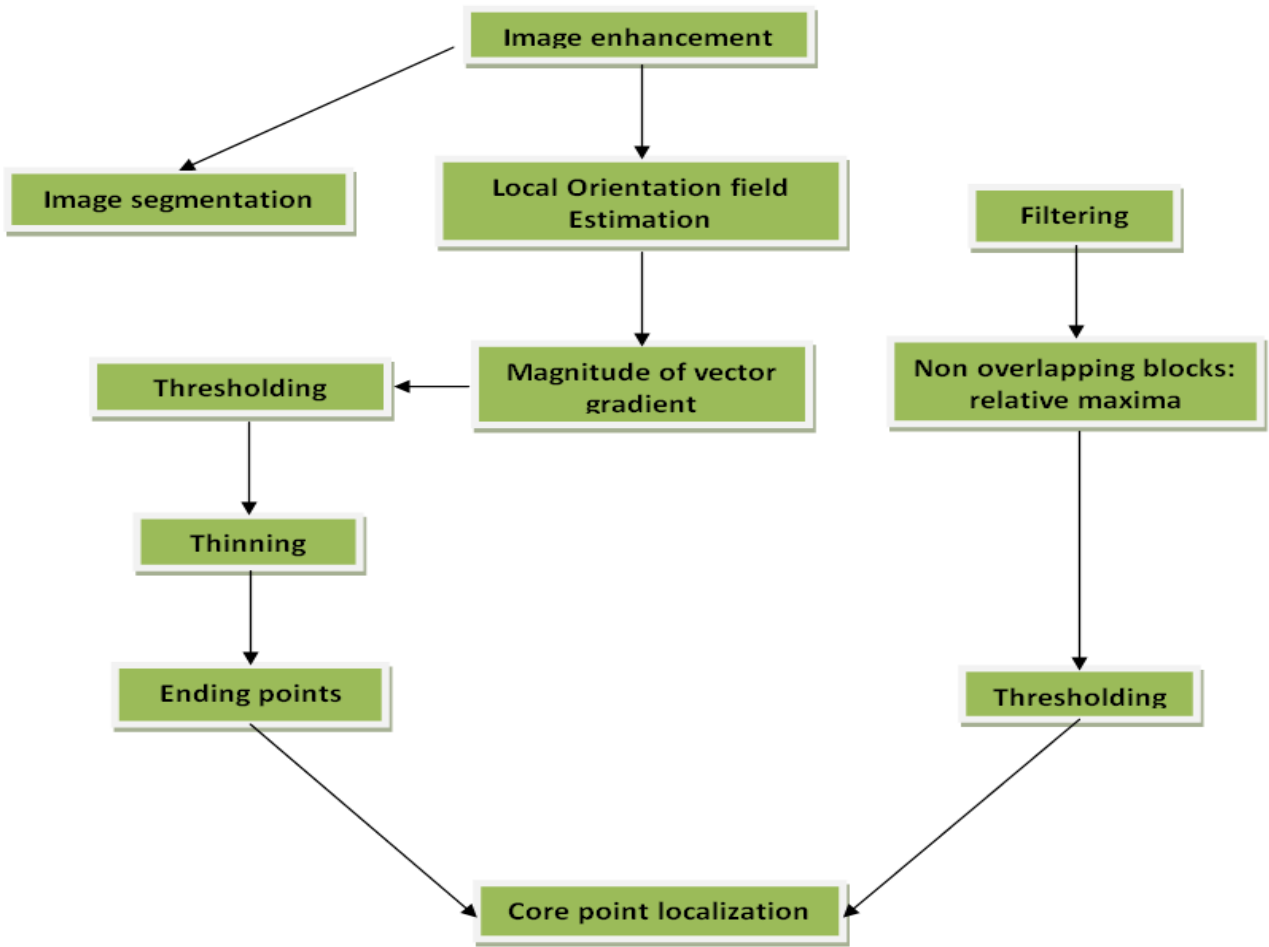 Image enhancement
Image segmentation
Local Orientation field
Estimation
Filtering
Thresholding
Magnitude of vector
gradient
Non overlapping blocks:
relative maxima
Thinning
Ending points
Thresholding
Core point localization